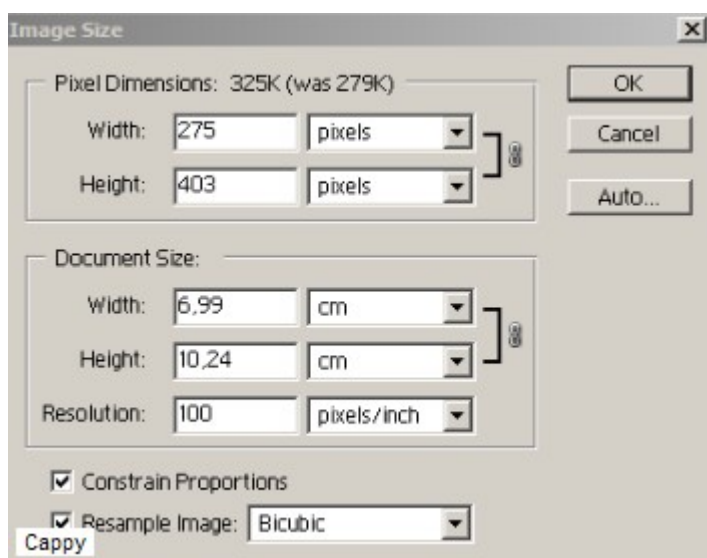 Image Size
Pixel Dimensions: 325K (was 279K)
Width: 275 pixels
Height: 403 pixels
OK
Cancel
Auto...
Document Size:
Width: 6,99 cm
Height: 10,24 cm
Resolution: 100 pixels/inch
Constrain Proportions
Resample Image: Bicubic
Cappy